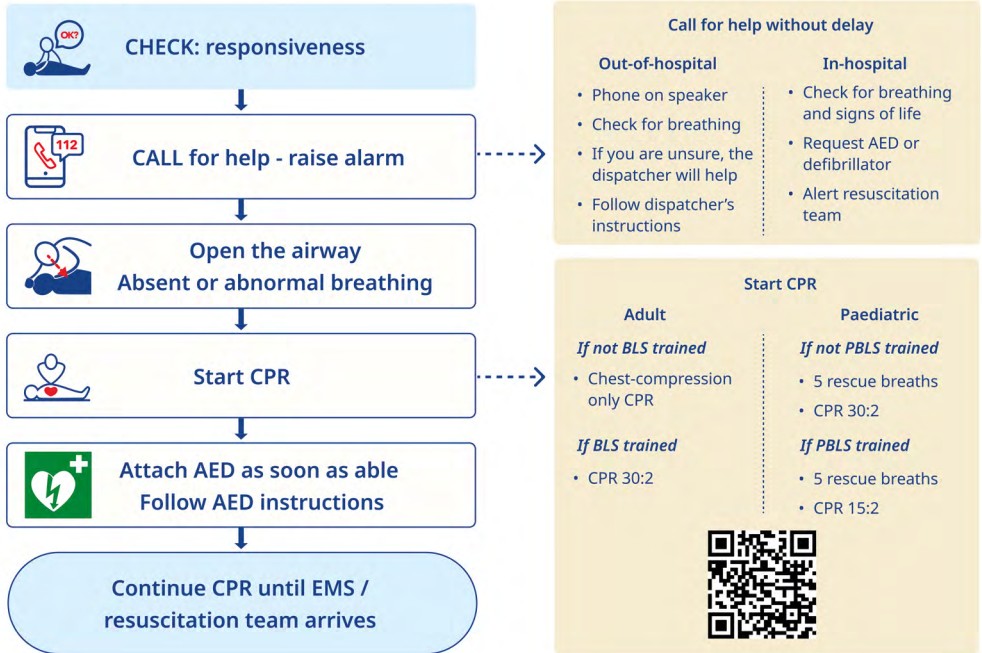 OK?
CHECK: responsiveness
112
CALL for help - raise alarm
Open the airway
Absent or abnormal breathing
Start CPR
Attach AED as soon as able
Follow AED instructions
Continue CPR until EMS /
resuscitation team arrives
Call for help without delay
Out-of-hospital
• Phone on speaker
• Check for breathing
• If you are unsure, the
dispatcher will help
• Follow dispatcher’s
instructions
In-hospital
• Check for breathing
and signs of life
• Request AED or
defibrillator
• Alert resuscitation
team
Start CPR
Adult
If not BLS trained
• Chest-compression
only CPR
If BLS trained
• CPR 30:2
Paediatric
If not PBLS trained
• 5 rescue breaths
• CPR 30:2
If PBLS trained
• 5 rescue breaths
• CPR 15:2